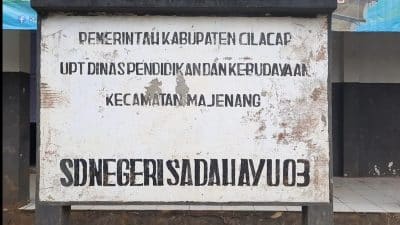 PEMERINTAH KABUPATEN CILACAP
UPT DINAS PENDIDIKAN DAN KEBUDAYAAN
KECAMATAN MAJENANG
SD NEGERI SADAHAYU 03